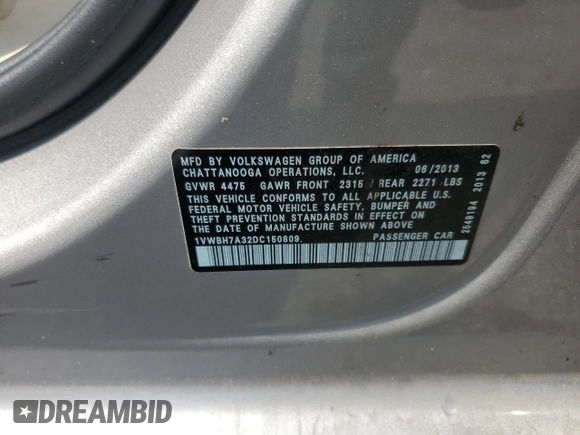 MFD BY VOLKSWAGEN GROUP OF AMERICA
CHATTANOOGA OPERATIONS, LLC. 06/2013
GVWR 4475 GAWR FRONT 2315 / REAR 2271 LBS
THIS VEHICLE CONFORMS TO ALL APPLICABLE U.S.
FEDERAL MOTOR VEHICLE SAFETY, BUMPER AND
THEFT PREVENTION STANDARDS IN EFFECT ON
THE DATE OF MANUFACTURE SHOWN ABOVE.
1VWBH7A32DC150809. PASSENGER CAR
2649194 2013 62
DREAMBID